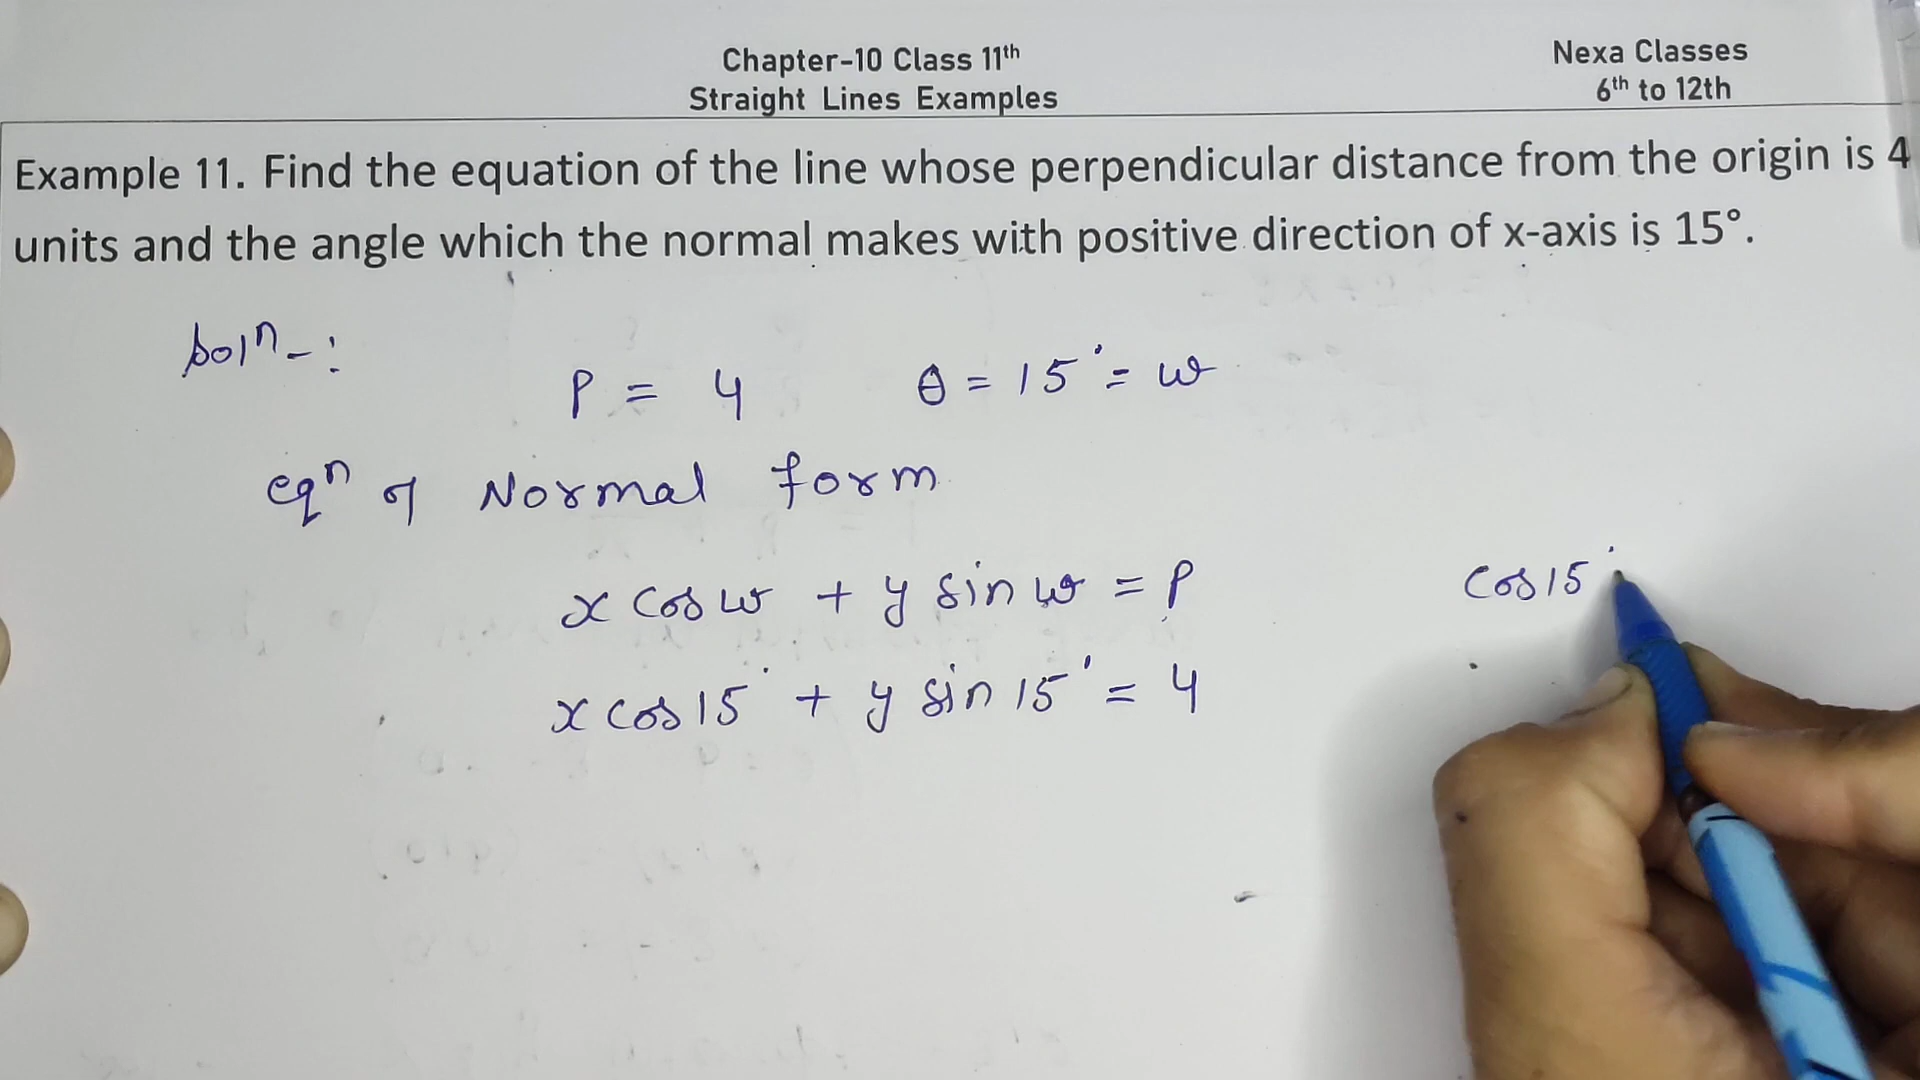 Chapter-10 Class 11th
Straight Lines Examples
Nexa Classes
6th to 12th
Example 11. Find the equation of the line whose perpendicular distance from the origin is 4
units and the angle which the normal makes with positive direction of x-axis is 15°.
Solⁿ-:
P = 4 θ = 15° = ω
eqⁿ of Normal form
x cos ω + y sin ω = P
x cos 15° + y sin 15° = 4
cos 15°